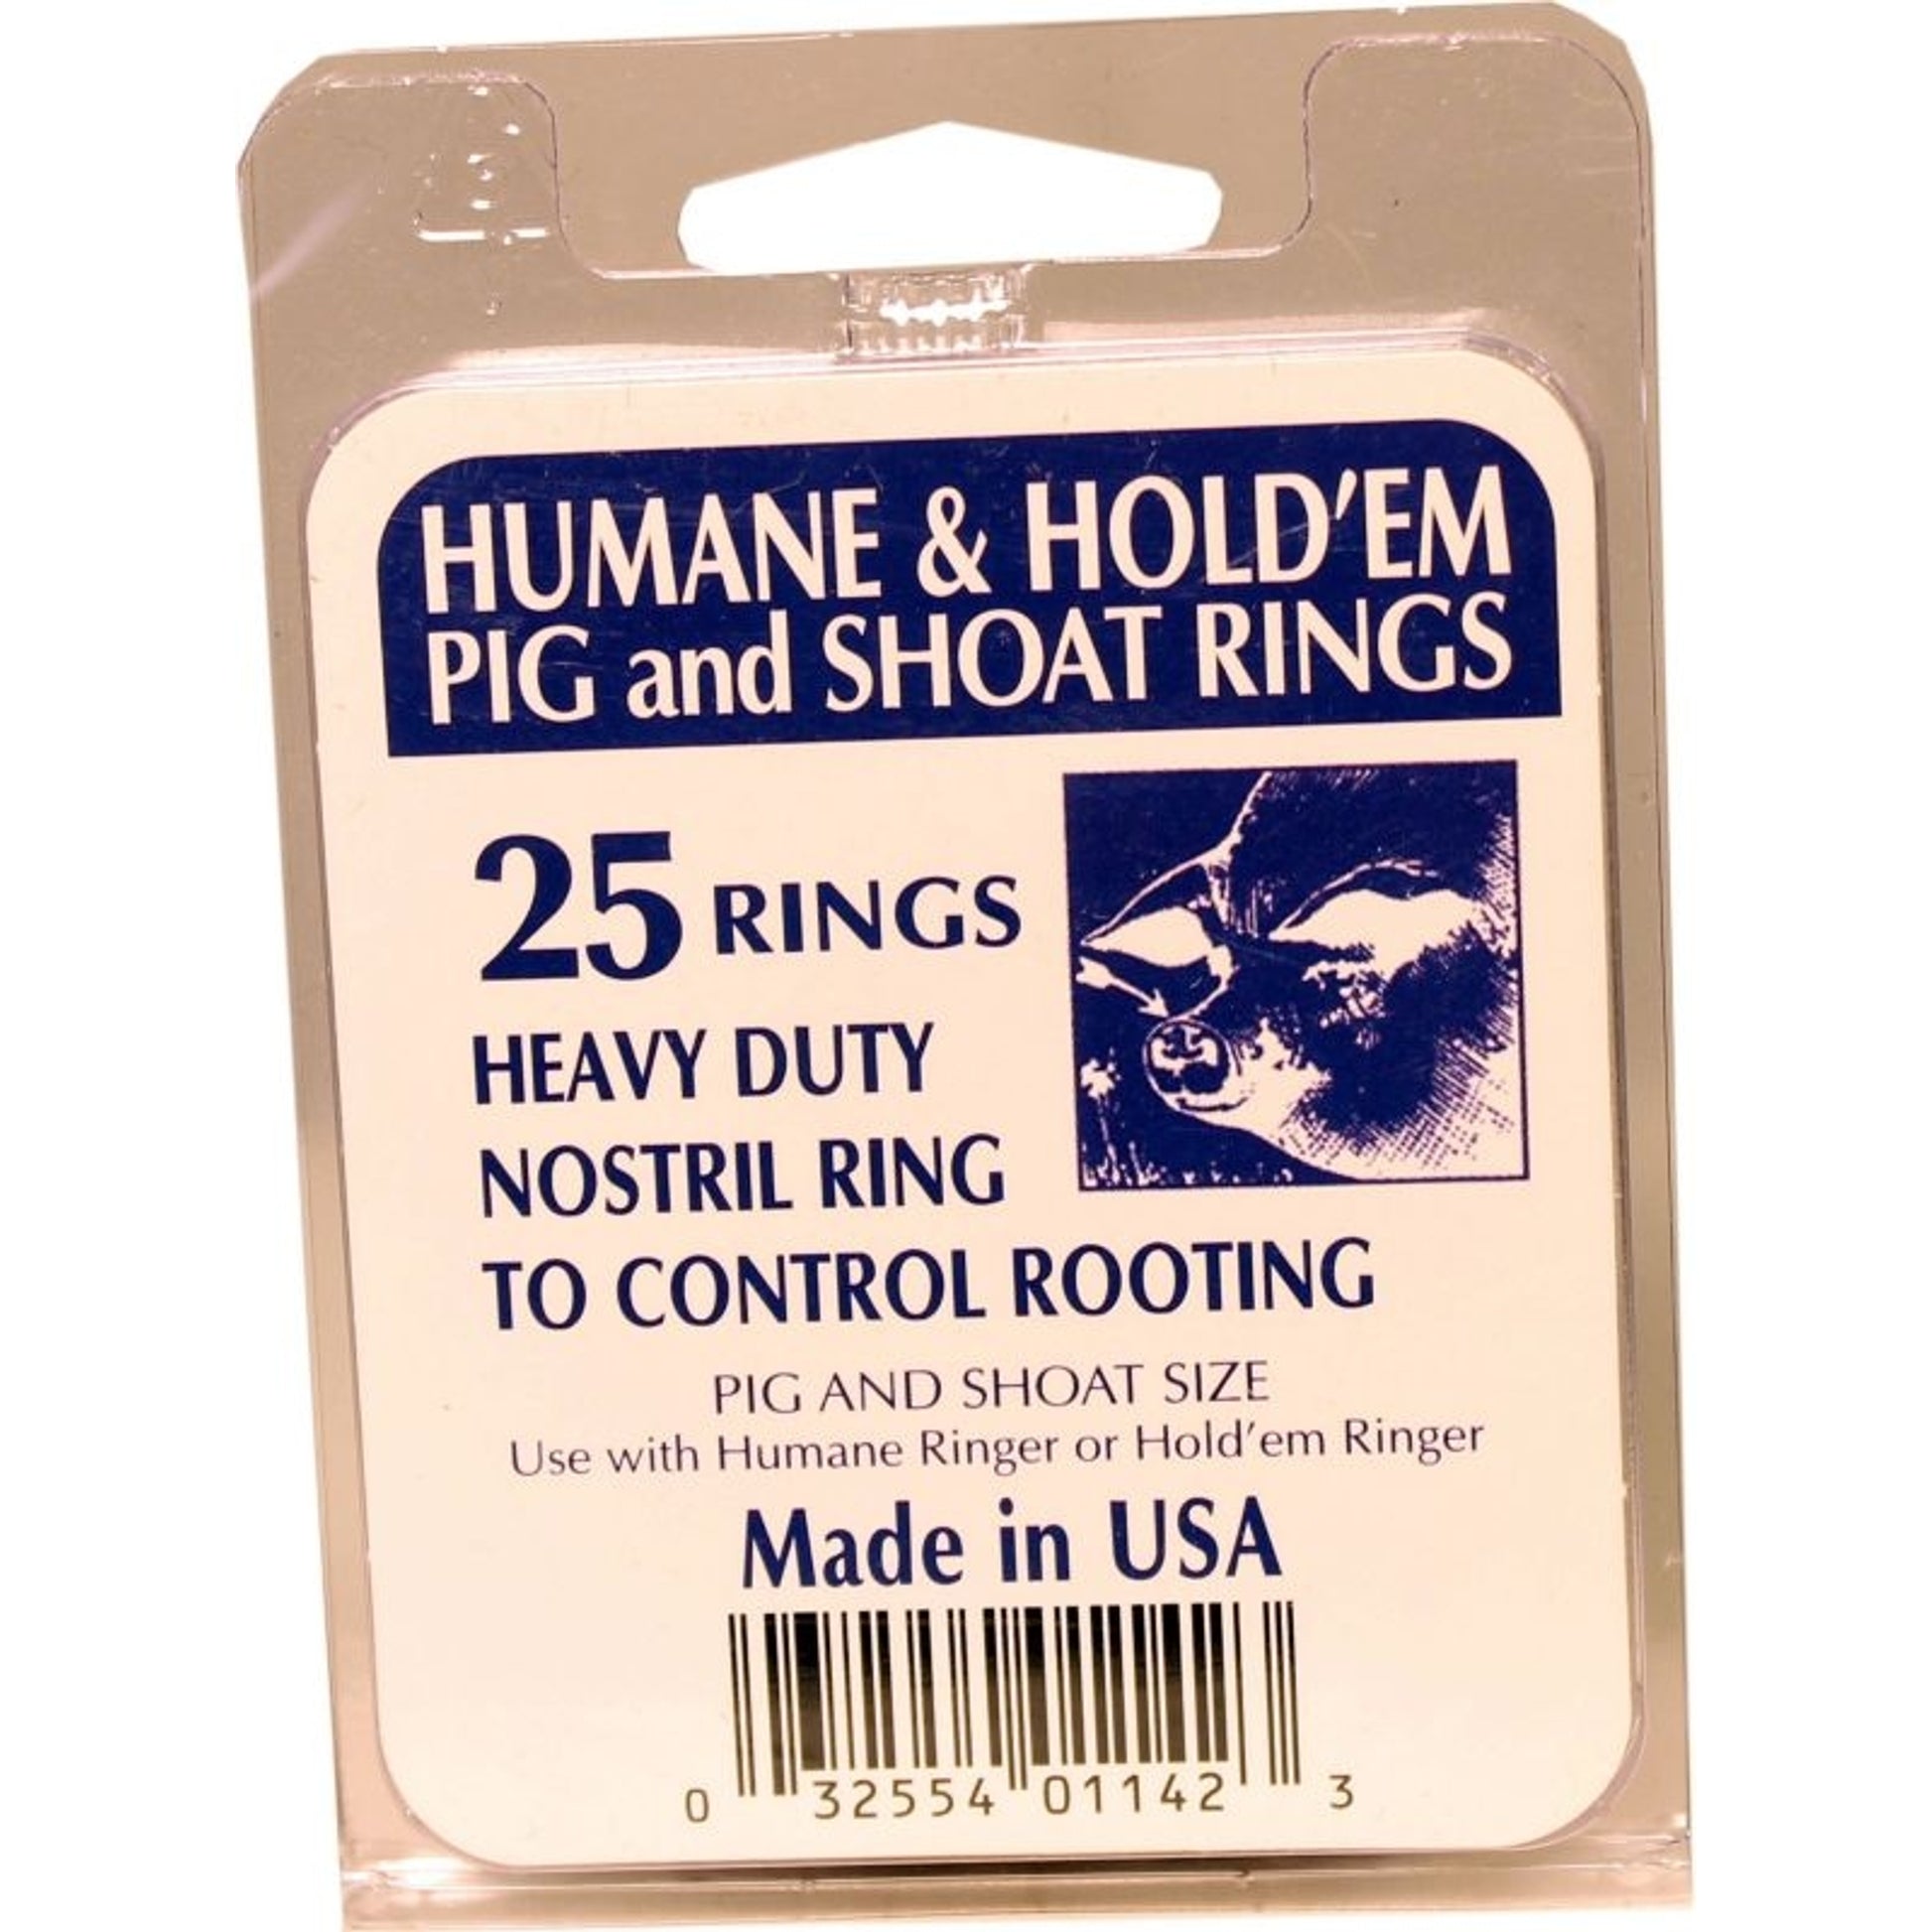 HUMANE & HOLD'EM
PIG and SHOAT RINGS
25 RINGS
HEAVY DUTY
NOSTRIL RING
TO CONTROL ROOTING
PIG AND SHOAT SIZE
Use with Humane Ringer or Hold'em Ringer
Made in USA
0 32554 01142 3